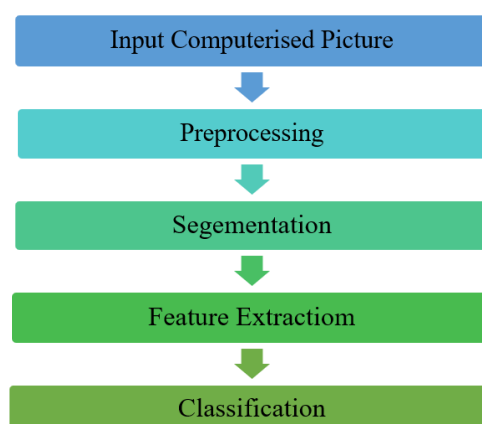 Input Computerised Picture
Preprocessing
Segementation
Feature Extractiom
Classification